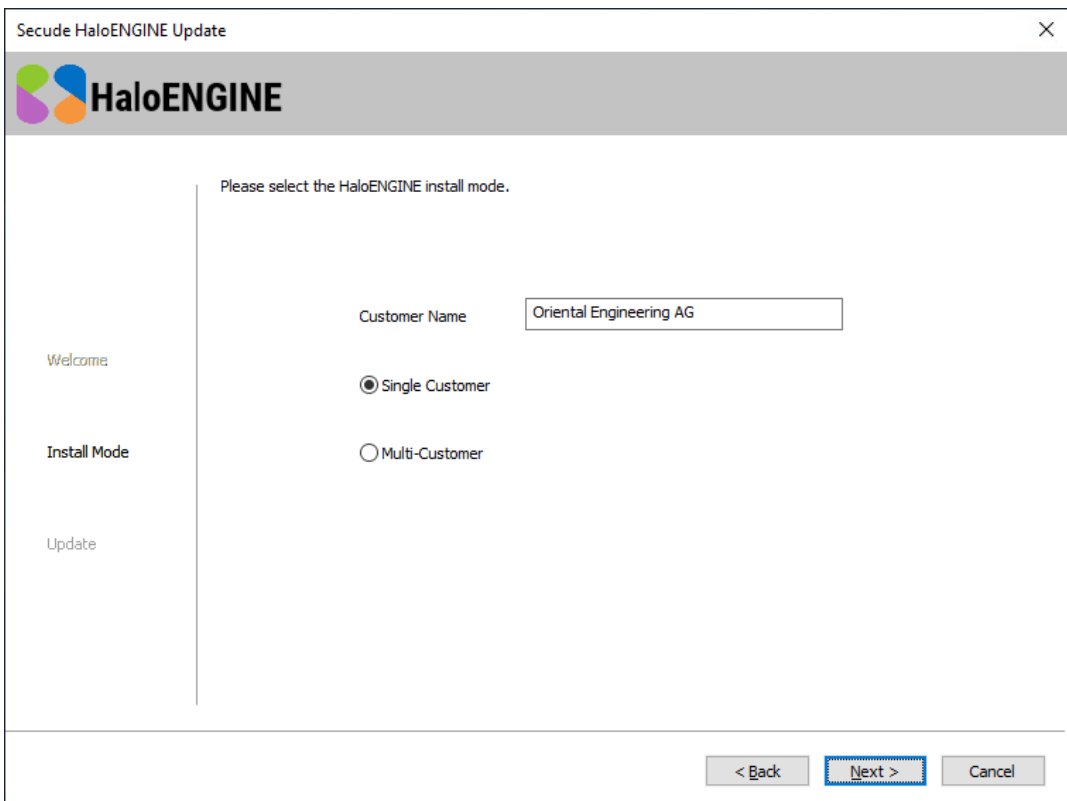 Secude HaloENGINE Update
HaloENGINE
Please select the HaloENGINE install mode.
Customer Name
Oriental Engineering AG
Welcome
Single Customer
Install Mode
Multi-Customer
Update
< Back
Next >
Cancel